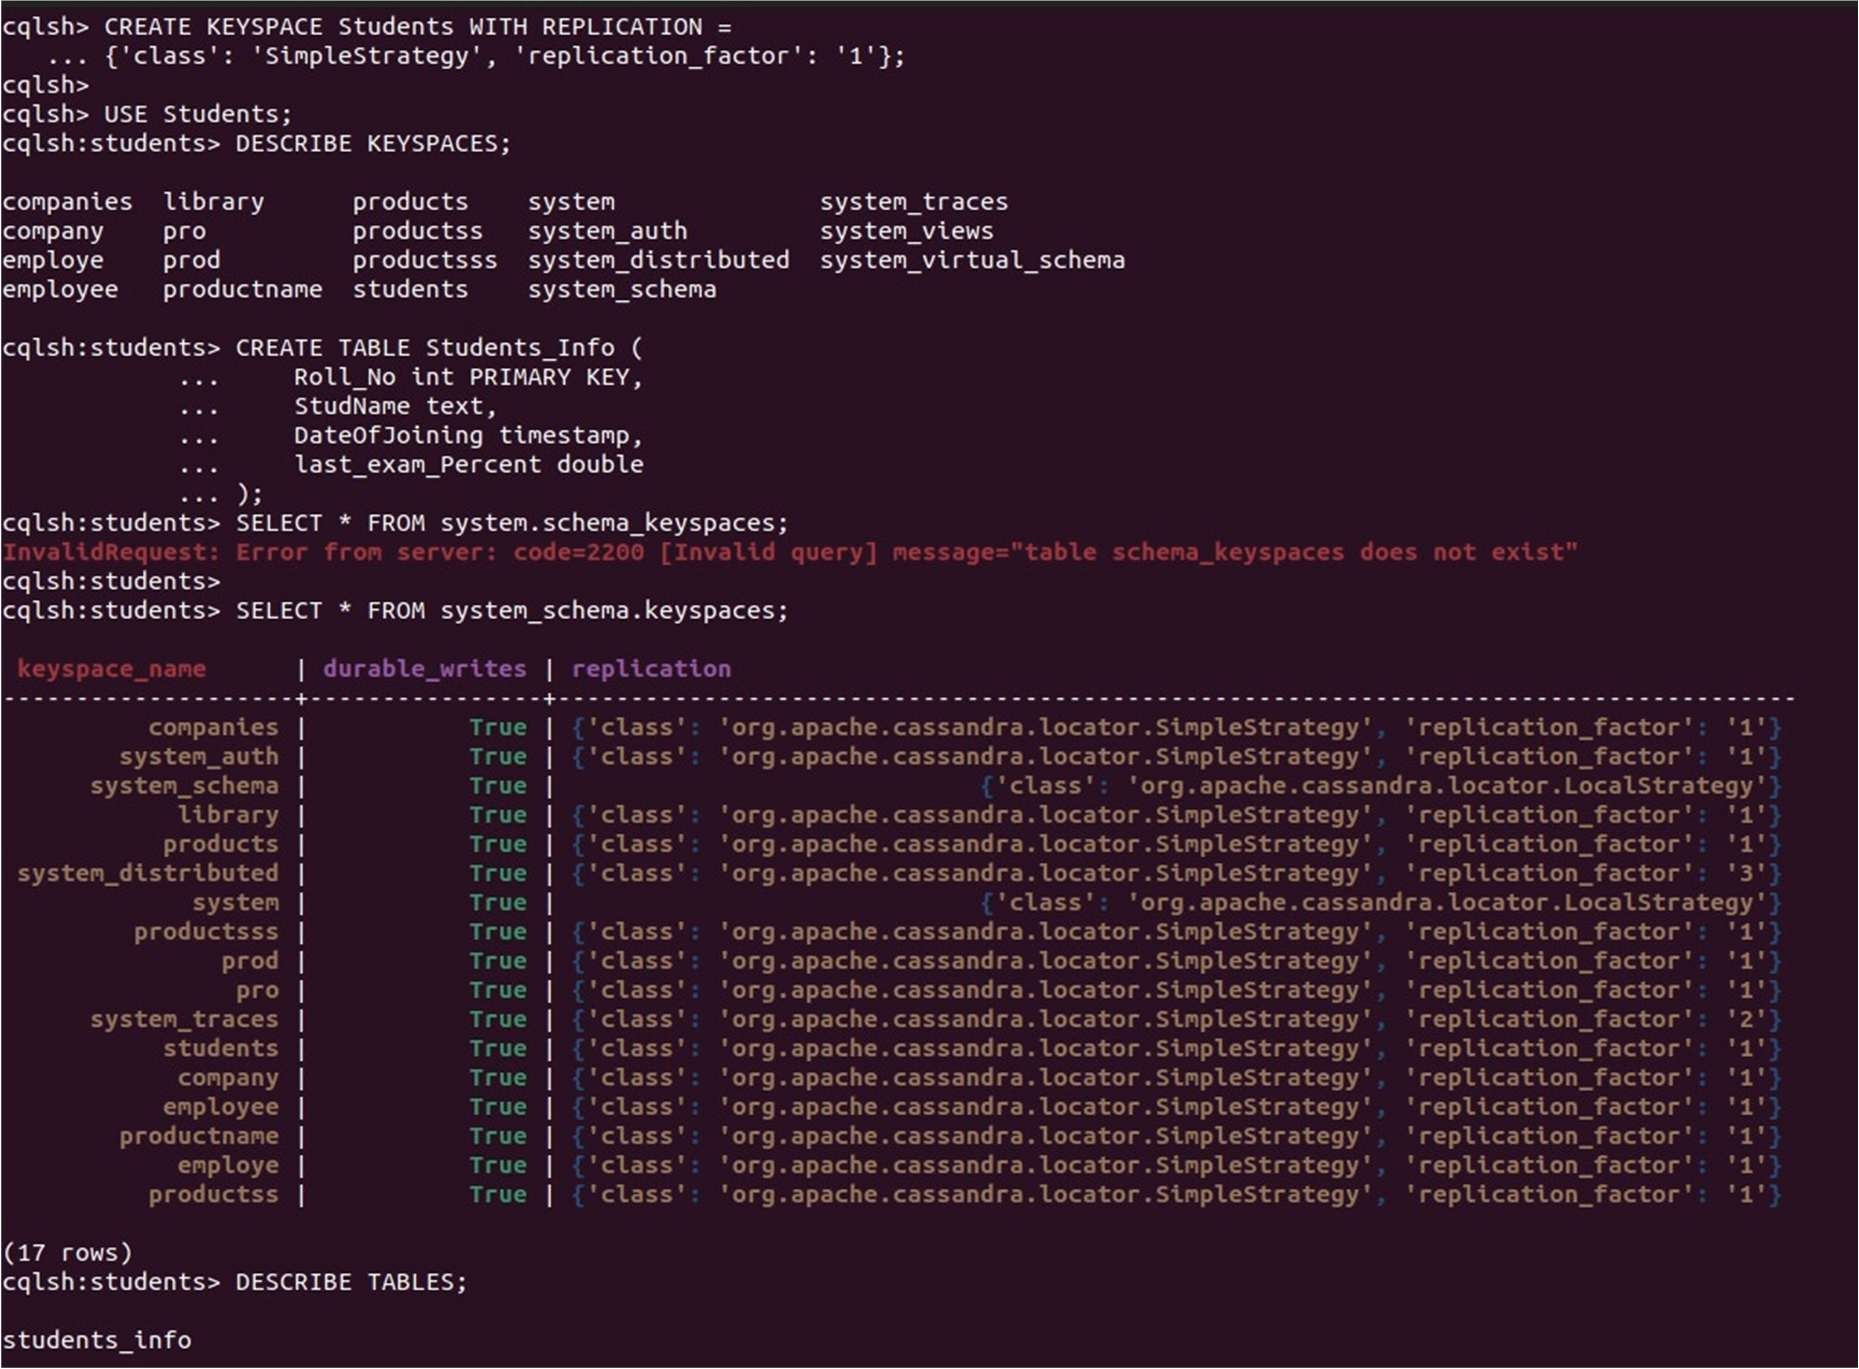 cqlsh> CREATE KEYSPACE Students WITH REPLICATION =
   ... {'class': 'SimpleStrategy', 'replication_factor': '1'};
cqlsh>
cqlsh> USE Students;
cqlsh:students> DESCRIBE KEYSPACES;
companies  library      products    system              system_traces
company    pro          productss   system_auth         system_views
employe    prod         productsss  system_distributed  system_virtual_schema
employee   productname  students    system_schema
cqlsh:students> CREATE TABLE Students_Info (
            ...     Roll_No int PRIMARY KEY,
            ...     StudName text,
            ...     DateOfJoining timestamp,
            ...     last_exam_Percent double
            ... );
cqlsh:students> SELECT * FROM system.schema_keyspaces;
InvalidRequest: Error from server: code=2200 [Invalid query] message="table schema_keyspaces does not exist"
cqlsh:students>
cqlsh:students> SELECT * FROM system_schema.keyspaces;
 keyspace_name      | durable_writes | replication
--------------------+----------------+-------------------------------------------------------------------------------------
          companies |           True | {'class': 'org.apache.cassandra.locator.SimpleStrategy', 'replication_factor': '1'}
        system_auth |           True | {'class': 'org.apache.cassandra.locator.SimpleStrategy', 'replication_factor': '1'}
      system_schema |           True |                             {'class': 'org.apache.cassandra.locator.LocalStrategy'}
            library |           True | {'class': 'org.apache.cassandra.locator.SimpleStrategy', 'replication_factor': '1'}
           products |           True | {'class': 'org.apache.cassandra.locator.SimpleStrategy', 'replication_factor': '1'}
 system_distributed |           True | {'class': 'org.apache.cassandra.locator.SimpleStrategy', 'replication_factor': '3'}
             system |           True |                             {'class': 'org.apache.cassandra.locator.LocalStrategy'}
         productsss |           True | {'class': 'org.apache.cassandra.locator.SimpleStrategy', 'replication_factor': '1'}
               prod |           True | {'class': 'org.apache.cassandra.locator.SimpleStrategy', 'replication_factor': '1'}
                pro |           True | {'class': 'org.apache.cassandra.locator.SimpleStrategy', 'replication_factor': '1'}
      system_traces |           True | {'class': 'org.apache.cassandra.locator.SimpleStrategy', 'replication_factor': '2'}
           students |           True | {'class': 'org.apache.cassandra.locator.SimpleStrategy', 'replication_factor': '1'}
            company |           True | {'class': 'org.apache.cassandra.locator.SimpleStrategy', 'replication_factor': '1'}
           employee |           True | {'class': 'org.apache.cassandra.locator.SimpleStrategy', 'replication_factor': '1'}
        productname |           True | {'class': 'org.apache.cassandra.locator.SimpleStrategy', 'replication_factor': '1'}
            employe |           True | {'class': 'org.apache.cassandra.locator.SimpleStrategy', 'replication_factor': '1'}
          productss |           True | {'class': 'org.apache.cassandra.locator.SimpleStrategy', 'replication_factor': '1'}
(17 rows)
cqlsh:students> DESCRIBE TABLES;
students_info